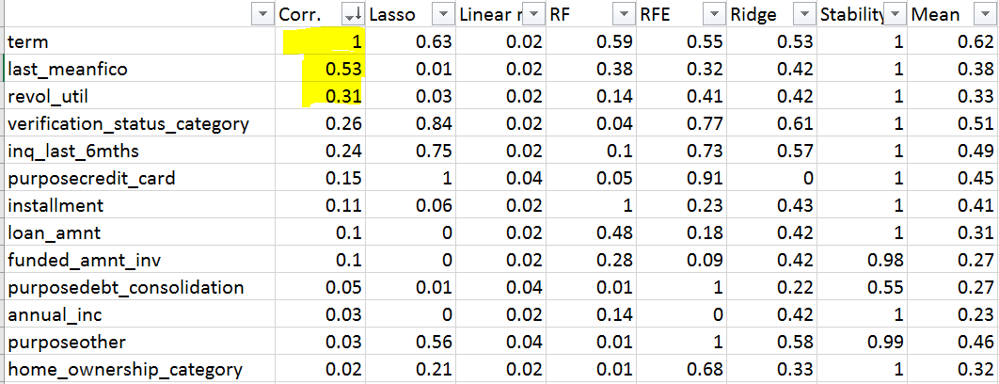 Corr. Lasso Linear r RF RFE Ridge Stability Mean
term 1 0.63 0.02 0.59 0.55 0.53 1 0.62
last_meanfico 0.53 0.01 0.02 0.38 0.32 0.42 1 0.38
revol_util 0.31 0.03 0.02 0.14 0.41 0.42 1 0.33
verification_status_category 0.26 0.84 0.02 0.04 0.77 0.61 1 0.51
inq_last_6mths 0.24 0.75 0.02 0.1 0.73 0.57 1 0.49
purposecredit_card 0.15 1 0.04 0.05 0.91 0 1 0.45
installment 0.11 0.06 0.02 1 0.23 0.43 1 0.41
loan_amnt 0.1 0 0.02 0.48 0.18 0.42 1 0.31
funded_amnt_inv 0.1 0 0.02 0.28 0.09 0.42 0.98 0.27
purposedebt_consolidation 0.05 0.01 0.04 0.01 1 0.22 0.55 0.27
annual_inc 0.03 0 0.02 0.14 0 0.42 1 0.23
purposeother 0.03 0.56 0.04 0.01 1 0.58 0.99 0.46
home_ownership_category 0.02 0.21 0.02 0.01 0.68 0.33 1 0.32